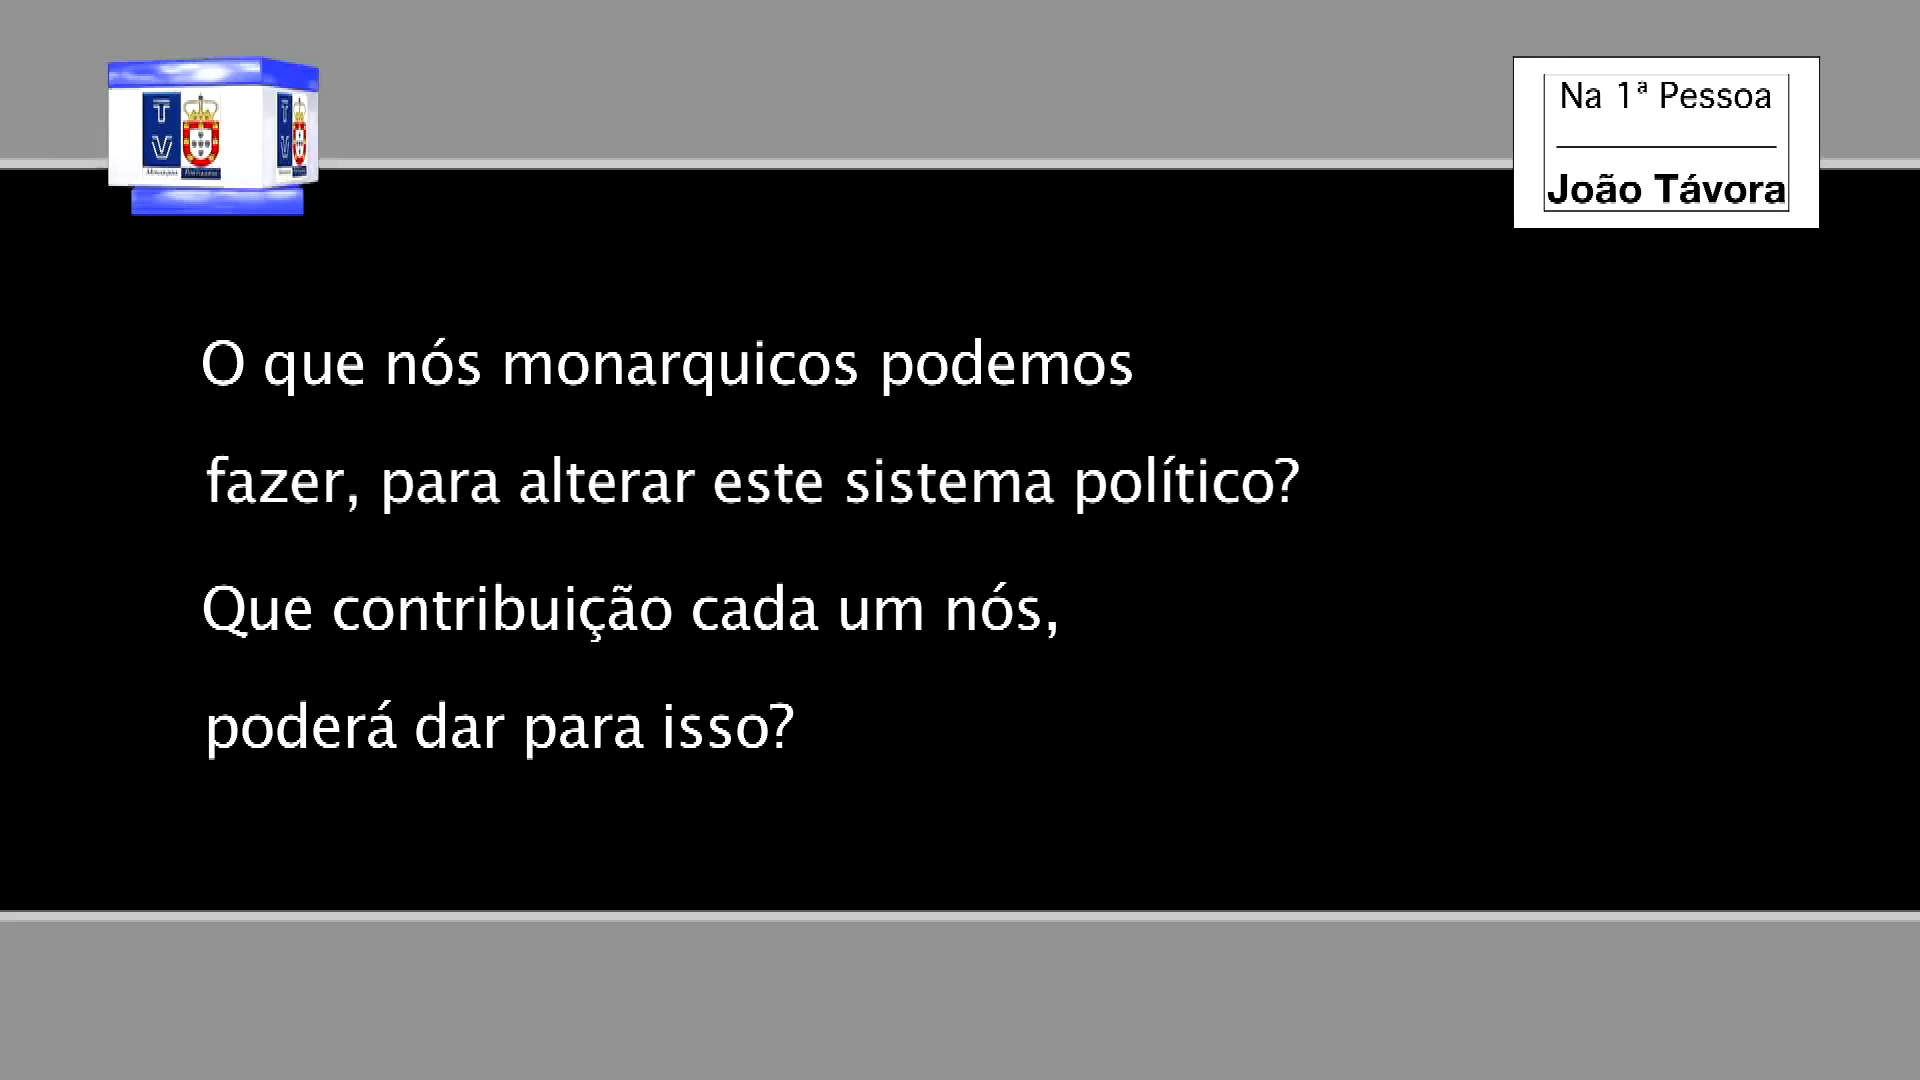 T
V
Na 1ª Pessoa
João Távora
O que nós monarquicos podemos
fazer, para alterar este sistema político?
Que contribuição cada um nós,
poderá dar para isso?